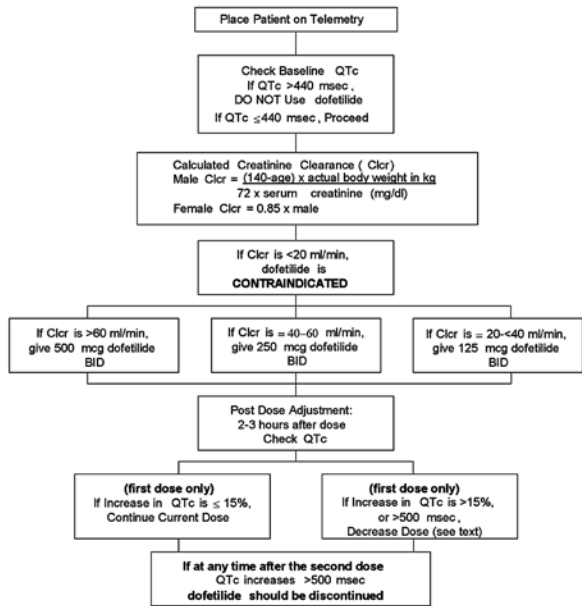 Place Patient on Telemetry
Check Baseline QTc
If QTc >440 msec,
DO NOT Use dofetilide
If QTc ≤440 msec, Proceed
Calculated Creatinine Clearance ( Clcr)
Male Clcr = (140-age) x actual body weight in kg
72 x serum creatinine (mg/dl)
Female Clcr = 0.85 x male
If Clcr is <20 ml/min,
dofetilide is
CONTRAINDICATED
If Clcr is >60 ml/min,
give 500 mcg dofetilide
BID
If Clcr is = 40–60 ml/min,
give 250 mcg dofetilide
BID
If Clcr is = 20-<40 ml/min,
give 125 mcg dofetilide
BID
Post Dose Adjustment:
2-3 hours after dose
Check QTc
(first dose only)
If Increase in QTc is ≤ 15%,
Continue Current Dose
(first dose only)
If Increase in QTc is >15%,
or >500 msec,
Decrease Dose (see text)
If at any time after the second dose
QTc increases >500 msec
dofetilide should be discontinued